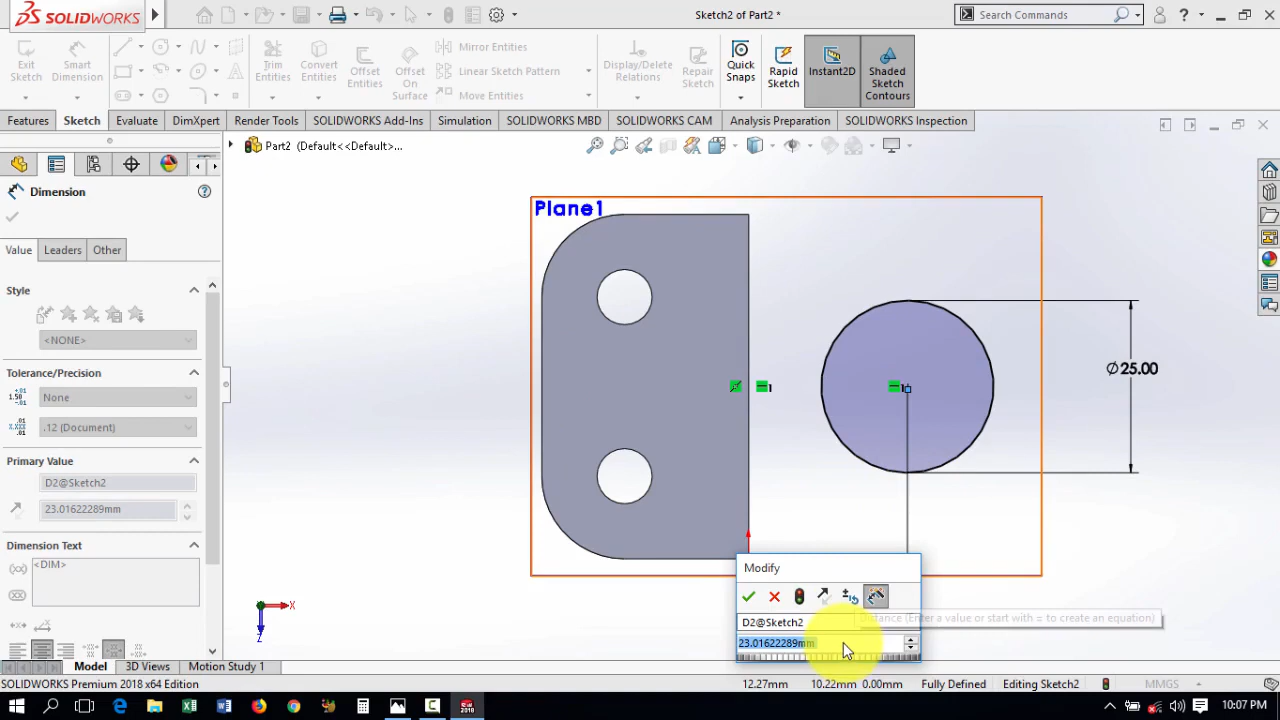 SOLIDWORKS
Sketch2 of Part2 *
Search Commands
?
Exit Sketch
Smart Dimension
Trim Entities
Convert Entities
Offset Entities
Offset On Surface
Mirror Entities
Linear Sketch Pattern
Move Entities
Display/Delete Relations
Repair Sketch
Quick Snaps
Rapid Sketch
Instant2D
Shaded Sketch Contours
Features
Sketch
Evaluate
DimXpert
Render Tools
SOLIDWORKS Add-Ins
Simulation
SOLIDWORKS MBD
SOLIDWORKS CAM
Analysis Preparation
SOLIDWORKS Inspection
Part2 (Default<<Default>...
Dimension
?
Value
Leaders
Other
Style
<NONE>
Tolerance/Precision
None
.12 (Document)
Primary Value
D2@Sketch2
23.01622289mm
Dimension Text
<DIM>
Plane1
1
1
∅25.00
X
Z
Modify
D2@Sketch2
Distance (Enter a value or start with = to create an equation)
23.01622289mm
Model
3D Views
Motion Study 1
SOLIDWORKS Premium 2018 x64 Edition
12.27mm
10.22mm
0.00mm
Fully Defined
Editing Sketch2
MMGS
10:07 PM